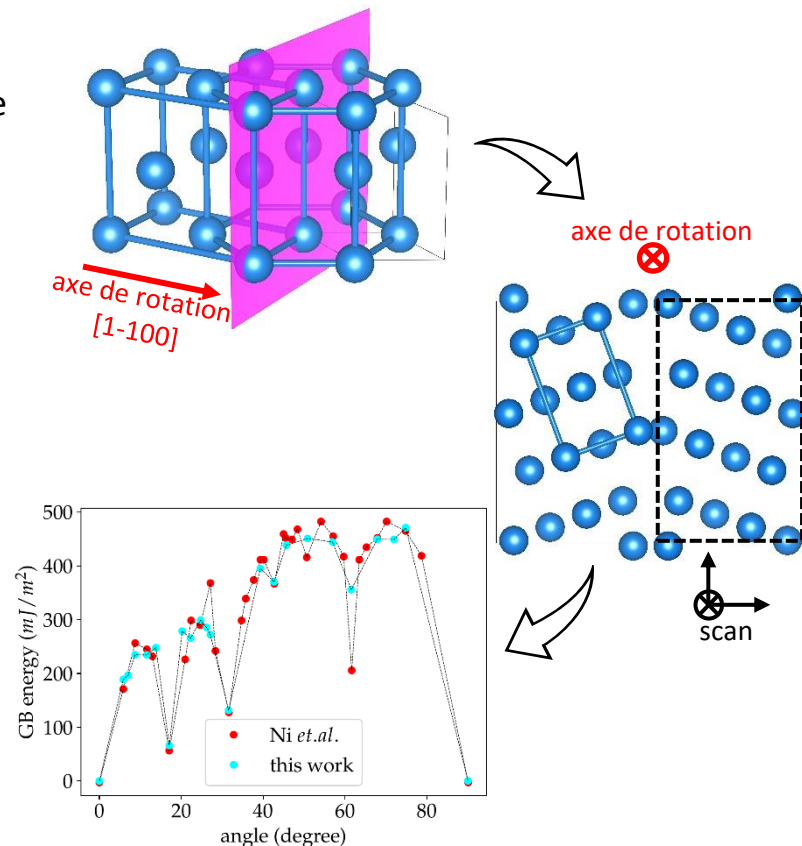 e
axe de rotation
[1-100]
axe de rotation
scan
500
400
300
200
100
0
GB energy (mJ/m²)
Ni et.al.
this work
0 20 40 60 80
angle (degree)